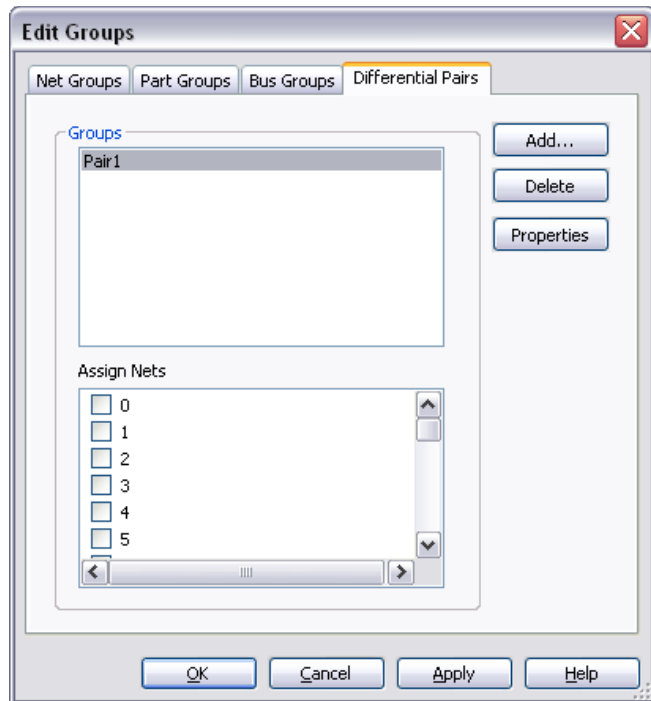 Edit Groups
Net Groups Part Groups Bus Groups Differential Pairs
Groups
Pair1
Add...
Delete
Properties
Assign Nets
0
1
2
3
4
5
OK Cancel Apply Help